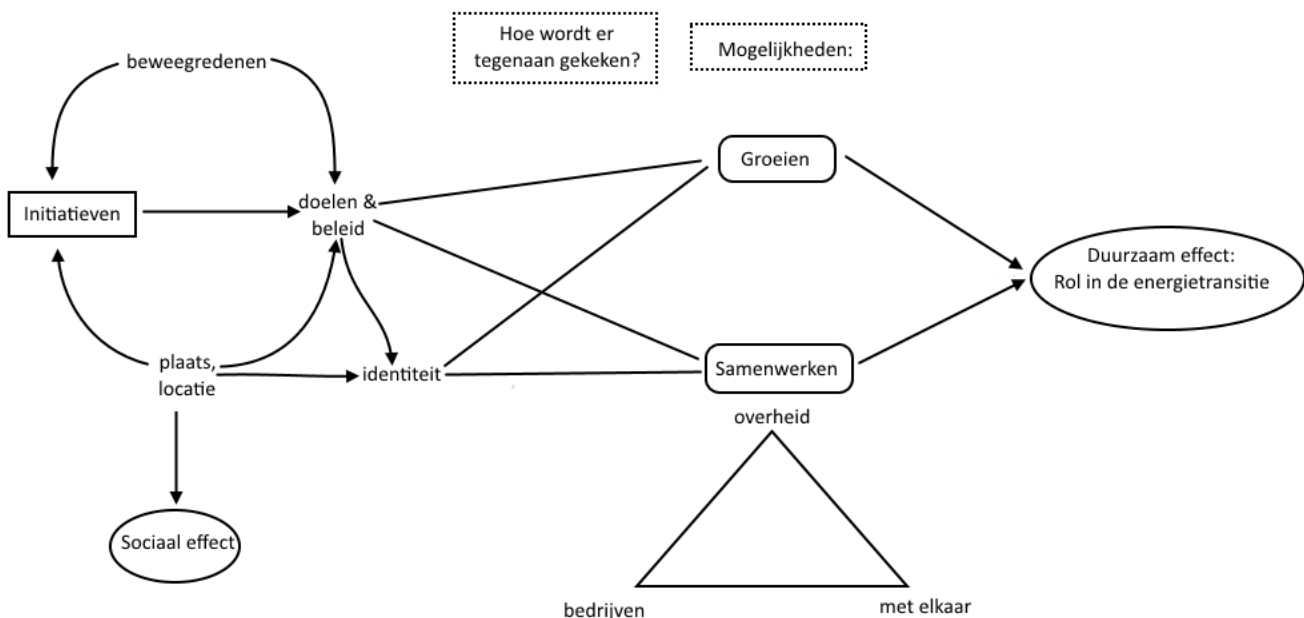 Hoe wordt er
tegenaan gekeken?
Mogelijkheden:
beweegredenen
Groeien
Initiatieven
doelen &
beleid
Duurzaam effect:
Rol in de energietransitie
plaats,
locatie
identiteit
Samenwerken
overheid
Sociaal effect
bedrijven
met elkaar